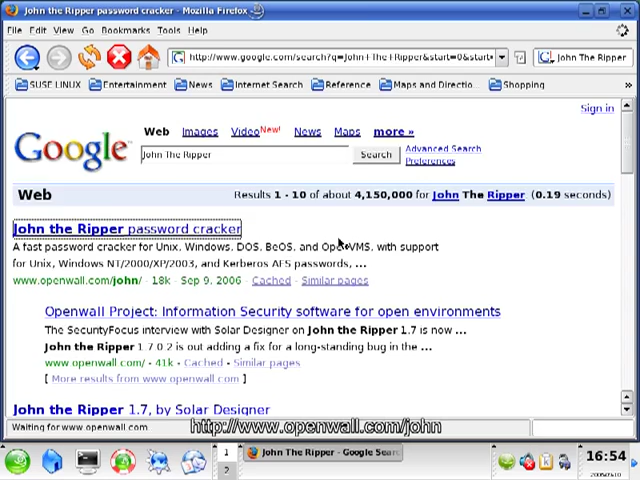 John the Ripper password cracker - Mozilla Firefox
File Edit View Go Bookmarks Tools Help
http://www.google.com/search?q=John+The+Ripper&start=0&start=
John The Ripper
SUSE LINUX Entertainment News Internet Search Reference Maps and Directio... Shopping »
Sign in
Google
Web Images Video New! News Maps more »
John The Ripper Search Advanced Search
Preferences
Web Results 1 - 10 of about 4,150,000 for John The Ripper (0.19 seconds)
John the Ripper password cracker
A fast password cracker for Unix, Windows, DOS, BeOS, and OpenVMS, with support
for Unix, Windows NT/2000/XP/2003, and Kerberos AFS passwords, ...
www.openwall.com/john/ - 18k - Sep 9, 2006 - Cached - Similar pages
Openwall Project: Information Security software for open environments
The SecurityFocus interview with Solar Designer on John the Ripper 1.7 is now ...
John the Ripper 1.7.0.2 is out adding a fix for a long-standing bug in the ...
www.openwall.com/ - 41k - Cached - Similar pages
[ More results from www.openwall.com ]
John the Ripper 1.7, by Solar Designer
Waiting for www.openwall.com
http://www.openwall.com/john
1
2
John The Ripper - Google Sear
16:54